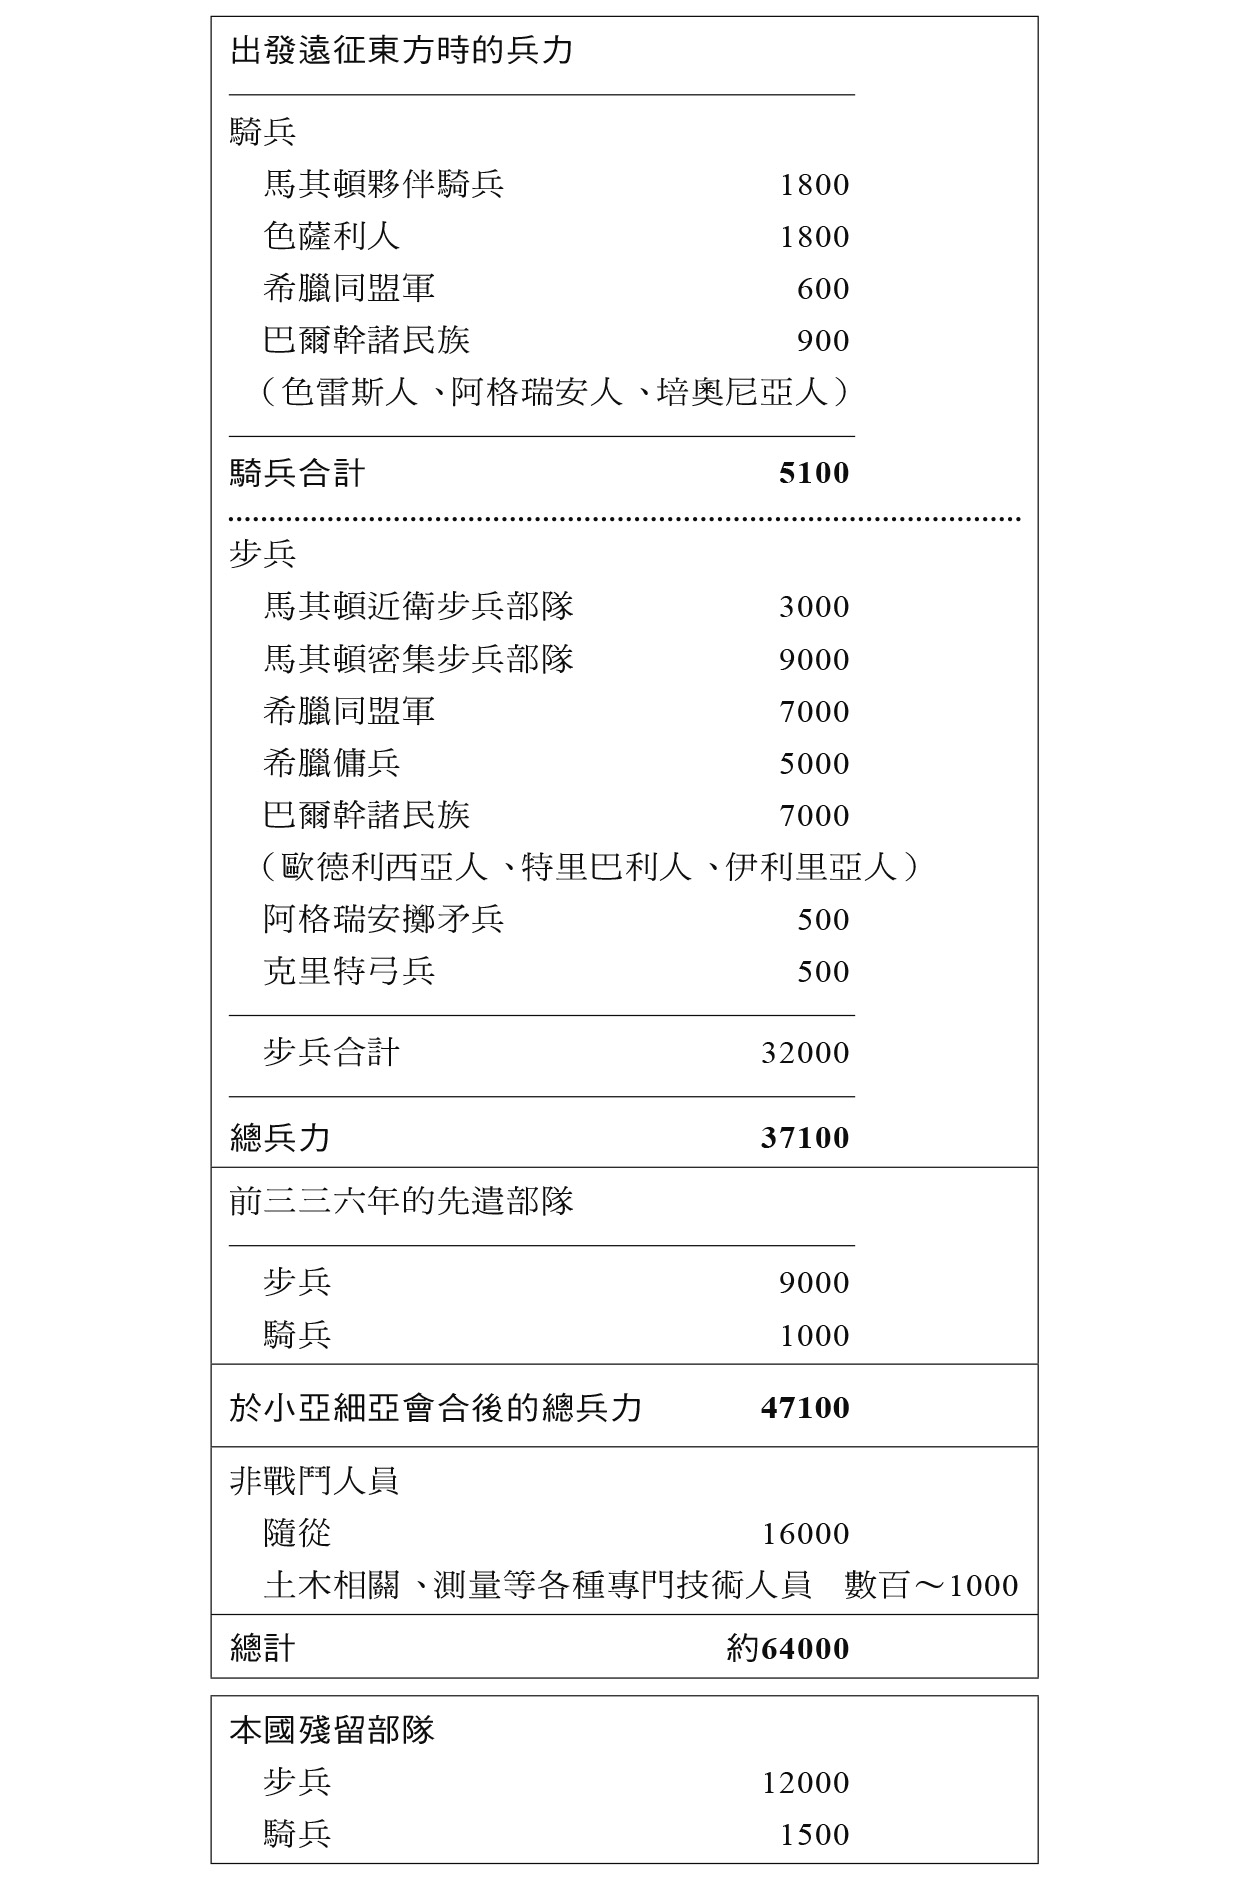 出發遠征東方時的兵力
騎兵
馬其頓夥伴騎兵 1800
色薩利人 1800
希臘同盟軍 600
巴爾幹諸民族 900
（色雷斯人、阿格瑞安人、培奧尼亞人）
騎兵合計 5100
步兵
馬其頓近衛步兵部隊 3000
馬其頓密集步兵部隊 9000
希臘同盟軍 7000
希臘傭兵 5000
巴爾幹諸民族 7000
（歐德利西亞人、特里巴利人、伊利里亞人）
阿格瑞安擲矛兵 500
克里特弓兵 500
步兵合計 32000
總兵力 37100
前三三六年的先遣部隊
步兵 9000
騎兵 1000
於小亞細亞會合後的總兵力 47100
非戰鬥人員
隨從 16000
土木相關、測量等各種專門技術人員 數百～1000
總計 約64000
本國殘留部隊
步兵 12000
騎兵 1500